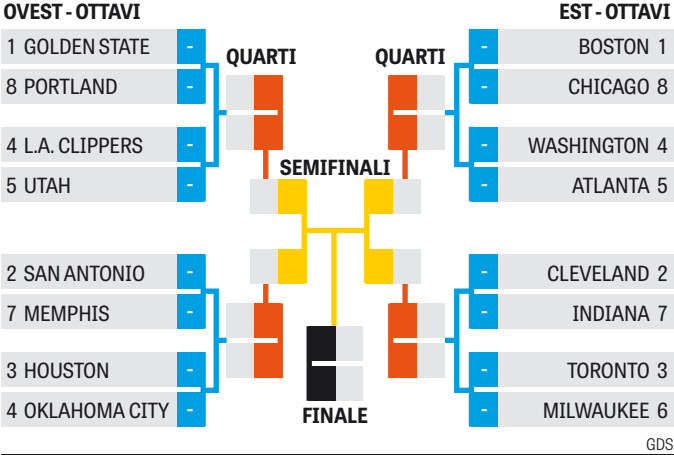 OVEST - OTTAVI
1 GOLDEN STATE -
8 PORTLAND -
4 L.A. CLIPPERS -
5 UTAH -
2 SAN ANTONIO -
7 MEMPHIS -
3 HOUSTON -
4 OKLAHOMA CITY -
QUARTI
SEMIFINALI
FINALE
QUARTI
EST - OTTAVI
- BOSTON 1
- CHICAGO 8
- WASHINGTON 4
- ATLANTA 5
- CLEVELAND 2
- INDIANA 7
- TORONTO 3
- MILWAUKEE 6
GDS